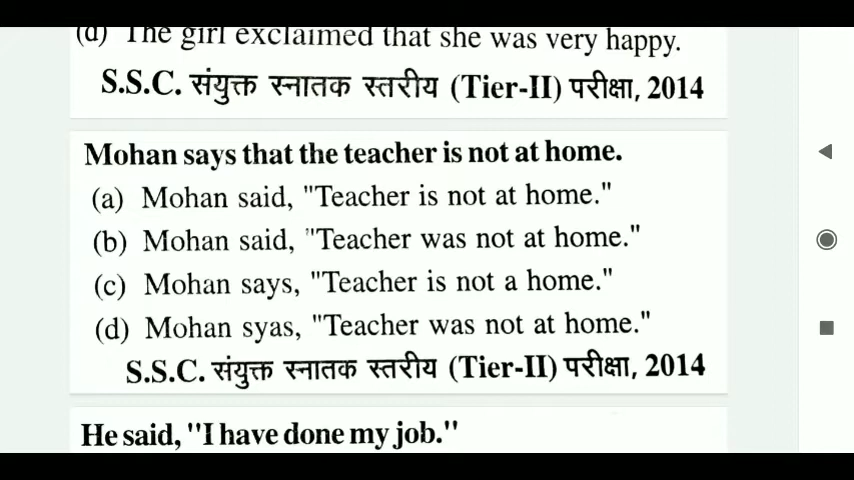 (d) The girl exclaimed that she was very happy.
S.S.C. संयुक्त स्नातक स्तरीय (Tier-II) परीक्षा, 2014
Mohan says that the teacher is not at home.
(a) Mohan said, "Teacher is not at home."
(b) Mohan said, "Teacher was not at home."
(c) Mohan says, "Teacher is not a home."
(d) Mohan syas, "Teacher was not at home."
S.S.C. संयुक्त स्नातक स्तरीय (Tier-II) परीक्षा, 2014
He said, "I have done my job."